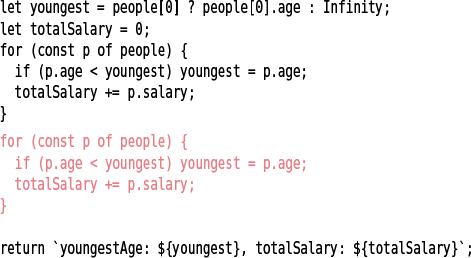 let youngest = people[0] ? people[0].age : Infinity;
let totalSalary = 0;
for (const p of people) {
  if (p.age < youngest) youngest = p.age;
  totalSalary += p.salary;
}
for (const p of people) {
  if (p.age < youngest) youngest = p.age;
  totalSalary += p.salary;
}
return `youngestAge: ${youngest}, totalSalary: ${totalSalary}`;